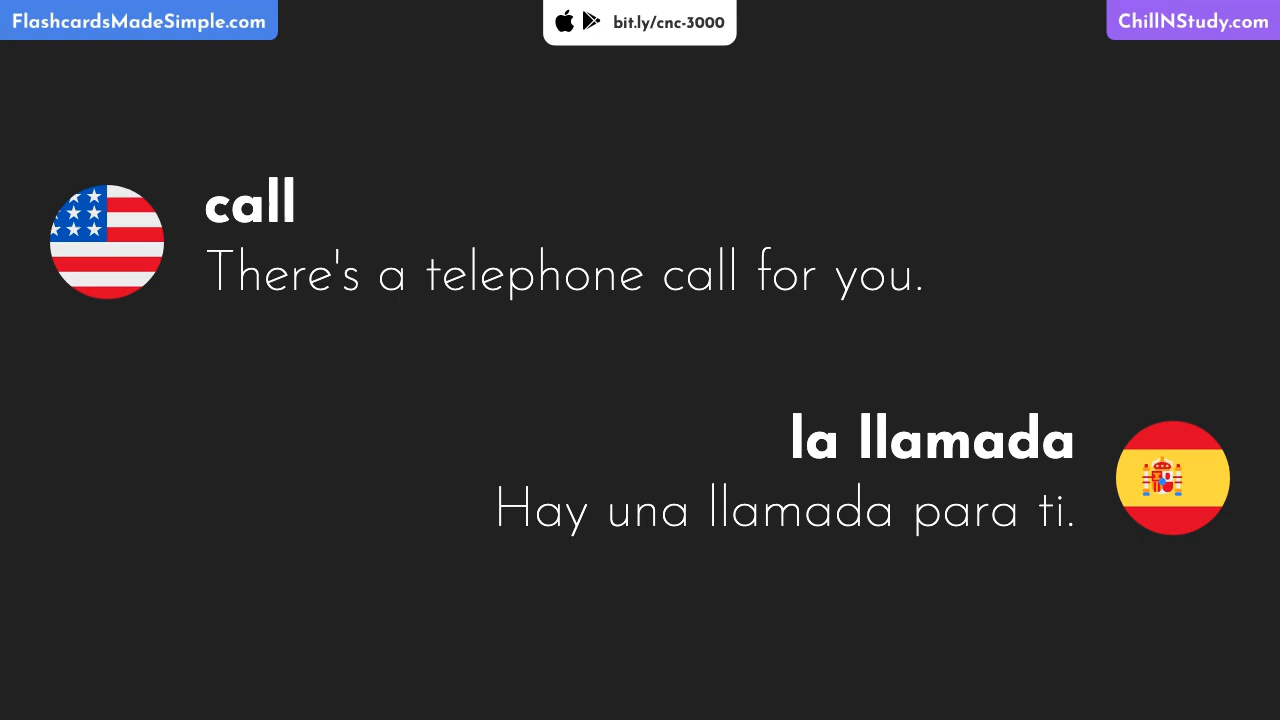 FlashcardsMadeSimple.com
bit.ly/cnc-3000
ChillNStudy.com
call
There's a telephone call for you.
la llamada
Hay una llamada para ti.